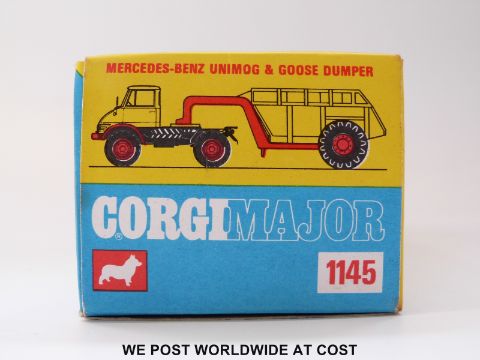 MERCEDES-BENZ UNIMOG & GOOSE DUMPER
CORGI MAJOR
®
1145
WE POST WORLDWIDE AT COST